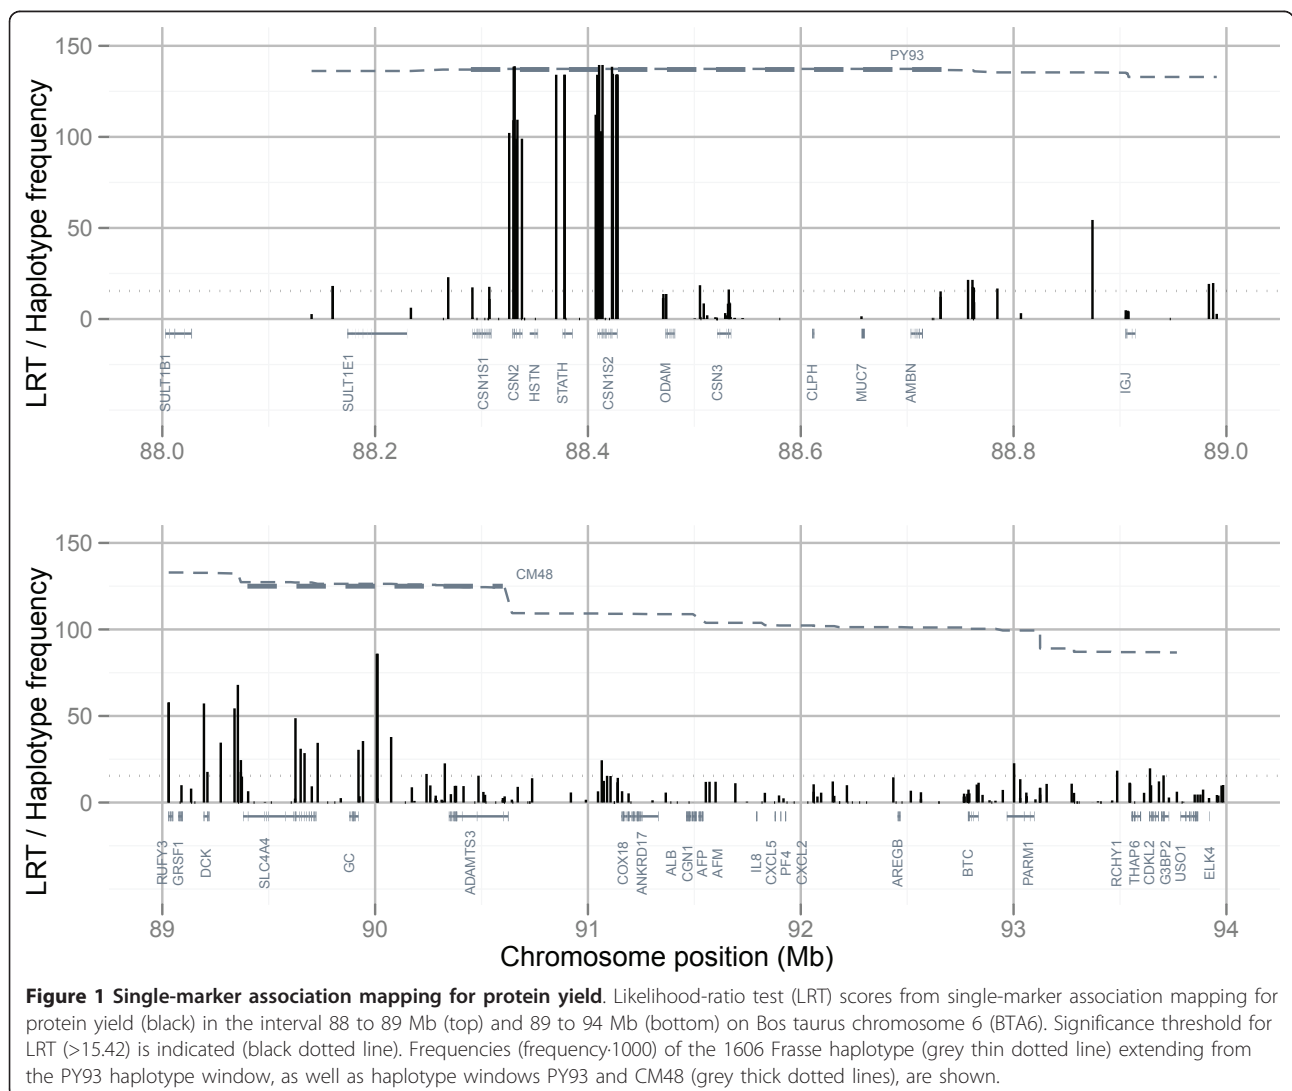 LRT / Haplotype frequency
150
100
50
0
PY93
SULT1B1
SULT1E1
CSN1S1
CSN2
HSTN
STATH
CSN1S2
ODAM
CSN3
CLPH
MUC7
AMBN
IGJ
88.0 88.2 88.4 88.6 88.8 89.0
LRT / Haplotype frequency
150
100
50
0
CM48
RUFY3
GRSF1
DCK
SLC4A4
GC
ADAMTS3
COX18
ANKRD17
ALB
CGN1
AFP
AFM
IL8
CXCL5
PF4
CXCL2
AREGB
BTC
PARM1
RCHY1
THAP6
CDKL2
G3BP2
USO1
ELK4
89 90 91 92 93 94
Chromosome position (Mb)
Figure 1 Single-marker association mapping for protein yield. Likelihood-ratio test (LRT) scores from single-marker association mapping for
protein yield (black) in the interval 88 to 89 Mb (top) and 89 to 94 Mb (bottom) on Bos taurus chromosome 6 (BTA6). Significance threshold for
LRT (>15.42) is indicated (black dotted line). Frequencies (frequency·1000) of the 1606 Frasse haplotype (grey thin dotted line) extending from
the PY93 haplotype window, as well as haplotype windows PY93 and CM48 (grey thick dotted lines), are shown.